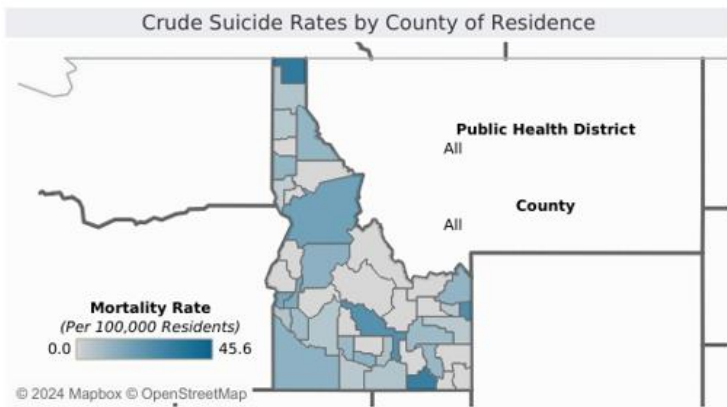 Crude Suicide Rates by County of Residence
Public Health District
All
County
All
Mortality Rate
(Per 100,000 Residents)
0.0 45.6
© 2024 Mapbox © OpenStreetMap